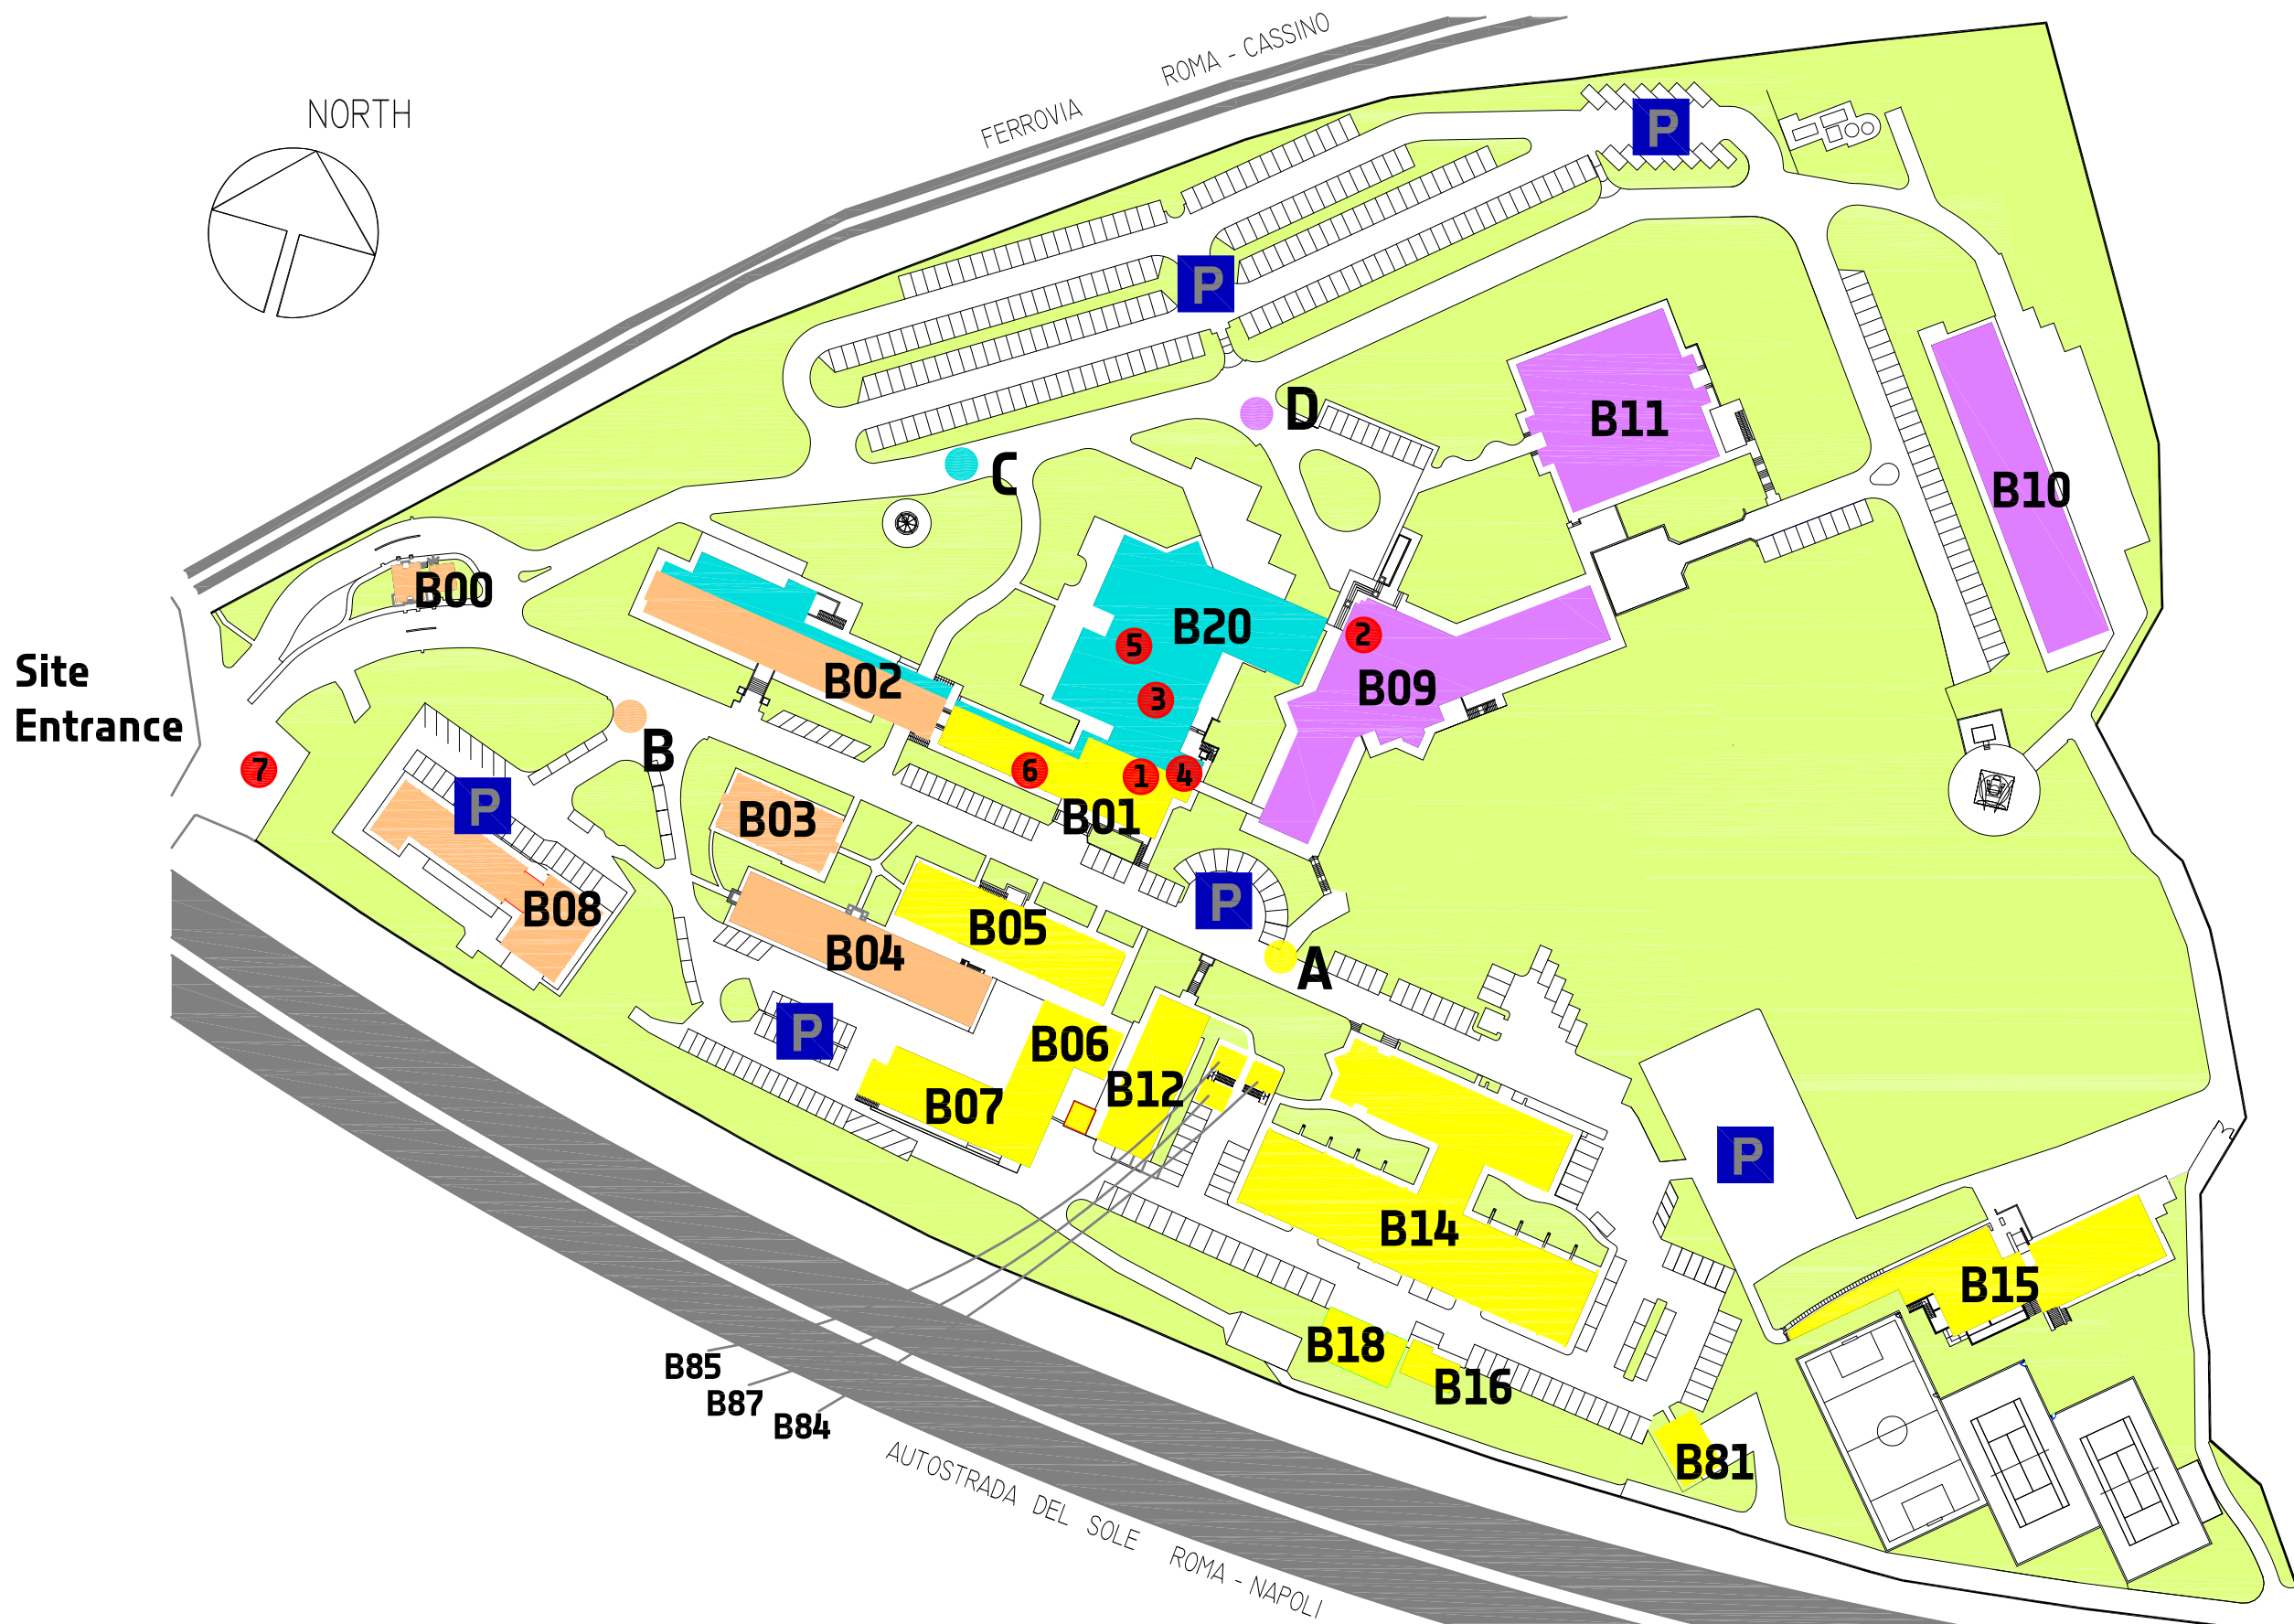 ROMA - CASSINO
FERROVIA
NORTH
P
P
D
B11
C
B10
B00
B20
5
2
Site
Entrance
B02
3
B09
B
7
6
1
4
P
B03
B01
P
B08
B05
B04
A
P
B06
B12
B07
P
B14
B15
B18
B16
B85
B87
B84
B81
AUTOSTRADA DEL SOLE ROMA - NAPOLI